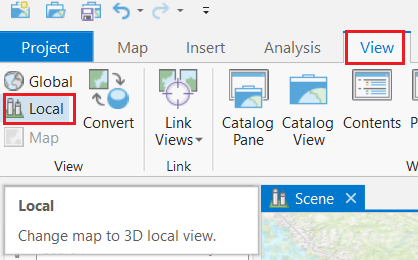 Project Map Insert Analysis View
Global
Local
Map
Convert
Link
Views
Catalog
Pane
Catalog
View
Contents
View
Link
Local
Change map to 3D local view.
Scene